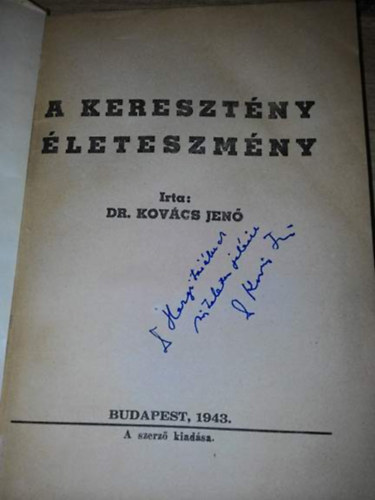 A KERESZTÉNY
ÉLETESZMÉNY
Irta:
DR. KOVÁCS JENŐ
BUDAPEST, 1943.
A szerző kiadása.